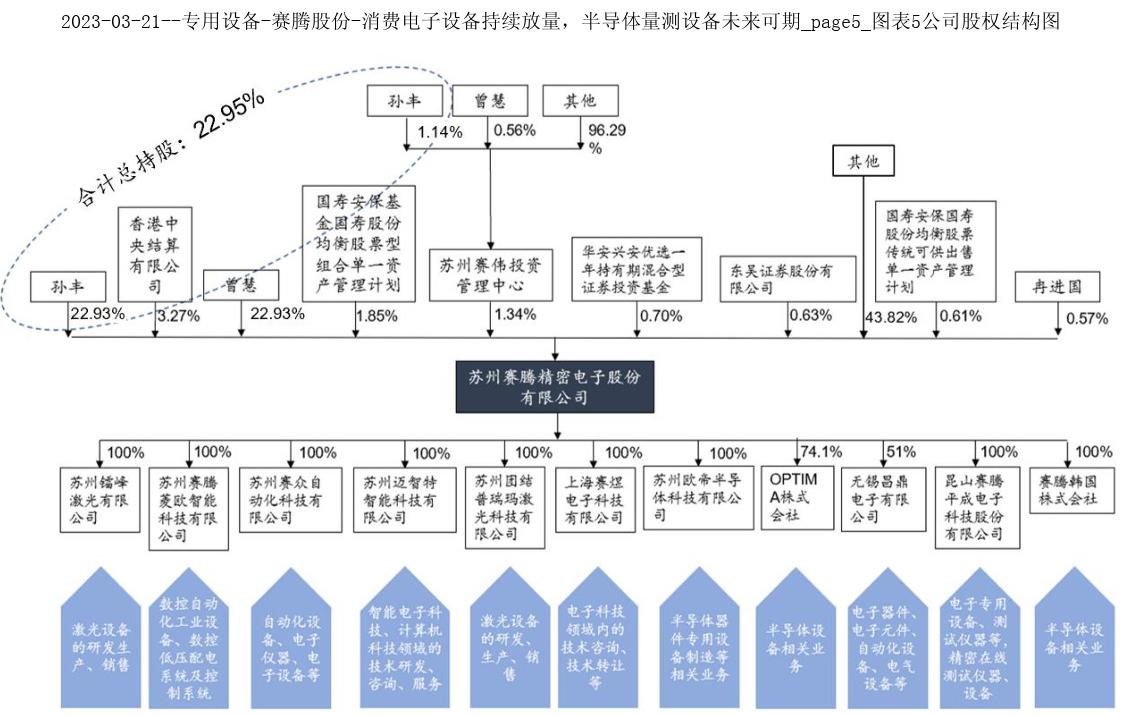 2023-03-21--专用设备-赛腾股份-消费电子设备持续放量，半导体量测设备未来可期_page5_图表5公司股权结构图
合计总持股：22.95%
孙丰
曾慧
其他
1.14%
0.56%
96.29
%
其他
孙丰
22.93%
香港中
央结算
有限公
司
3.27%
曾慧
22.93%
国寿安保基
金国寿股份
均衡股票型
组合单一资
产管理计划
1.85%
苏州赛伟投资
管理中心
1.34%
华安兴安优选一
年持有期混合型
证券投资基金
0.70%
东吴证券股份有
限公司
0.63%
43.82%
国寿安保国寿
股份均衡股票
传统可供出售
单一资产管理
计划
0.61%
冉进国
0.57%
苏州赛腾精密电子股份
有限公司
100%
100%
100%
100%
100%
100%
100%
74.1%
51%
100%
100%
苏州镭峰
激光有限
公司
苏州赛腾
菱欧智能
科技有限
公司
苏州赛众自
动化科技有
限公司
苏州迈智特
智能科技有
限公司
苏州团结
普瑞玛激
光科技有
限公司
上海赛煜
电子科技
有限公司
苏州欧帝半导
体科技有限公
司
OPTIM
A株式
会社
无锡昌鼎
电子有限
公司
昆山赛腾
平成电子
科技股份
有限公司
赛腾韩国
株式会社
激光设备
的研发生
产、销售
数控自动
化工业设
备、数控
低压配电
系统及控
制系统
自动化设
备、电子
仪器、电
子设备等
智能电子科
技、计算机
科技领域的
技术研发、
咨询、服务
激光设备
的研发、
生产、销
售
电子科技
领域内的
技术咨询、
技术转让
等
半导体器
件专用设
备制造等
相关业务
半导体设
备相关业
务
电子器件、
电子元件、
自动化设
备、电气
设备等
电子专用
设备、测
试仪器等，
精密在线
测试仪器、
设备
半导体设
备相关业
务